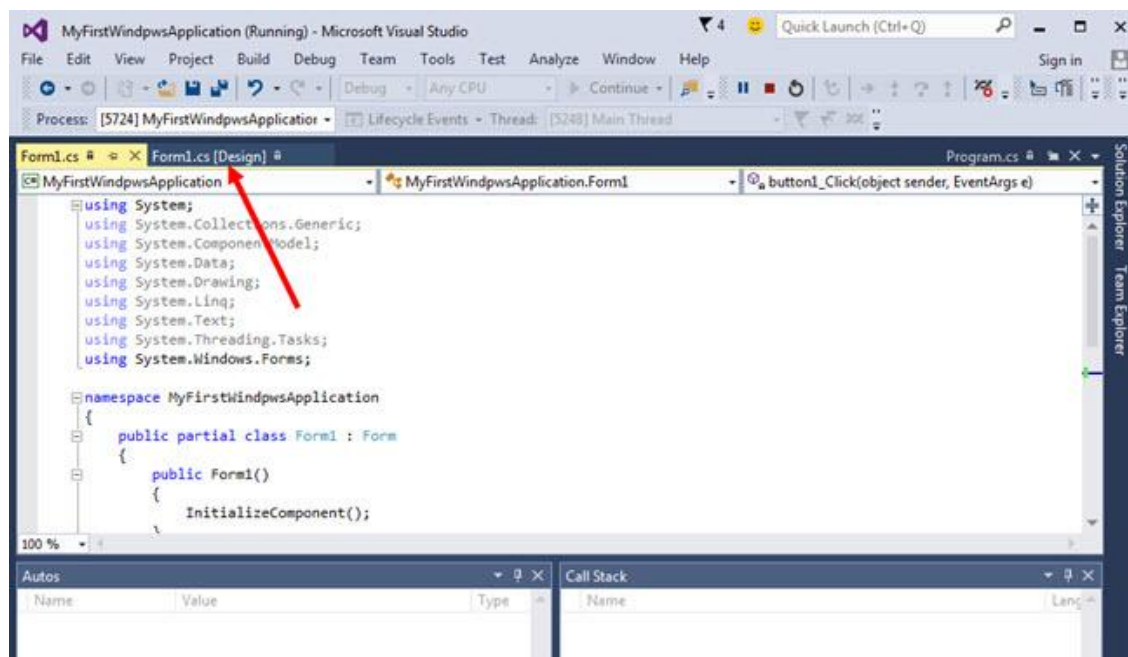 MyFirstWindpwsApplication (Running) - Microsoft Visual Studio 4 Quick Launch (Ctrl+Q)
File Edit View Project Build Debug Team Tools Test Analyze Window Help Sign in
Debug Any CPU Continue
Process: [5724] MyFirstWindpwsApplication Lifecycle Events Thread: [5248] Main Thread
Form1.cs Form1.cs [Design] Program.cs
MyFirstWindpwsApplication MyFirstWindpwsApplication.Form1 button1_Click(object sender, EventArgs e)
using System;
using System.Collections.Generic;
using System.ComponentModel;
using System.Data;
using System.Drawing;
using System.Linq;
using System.Text;
using System.Threading.Tasks;
using System.Windows.Forms;
namespace MyFirstWindpwsApplication
{
public partial class Form1 : Form
{
public Form1()
{
InitializeComponent();
}
100 %
Autos Call Stack
Name Value Type Name Lang
Solution Explorer
Team Explorer